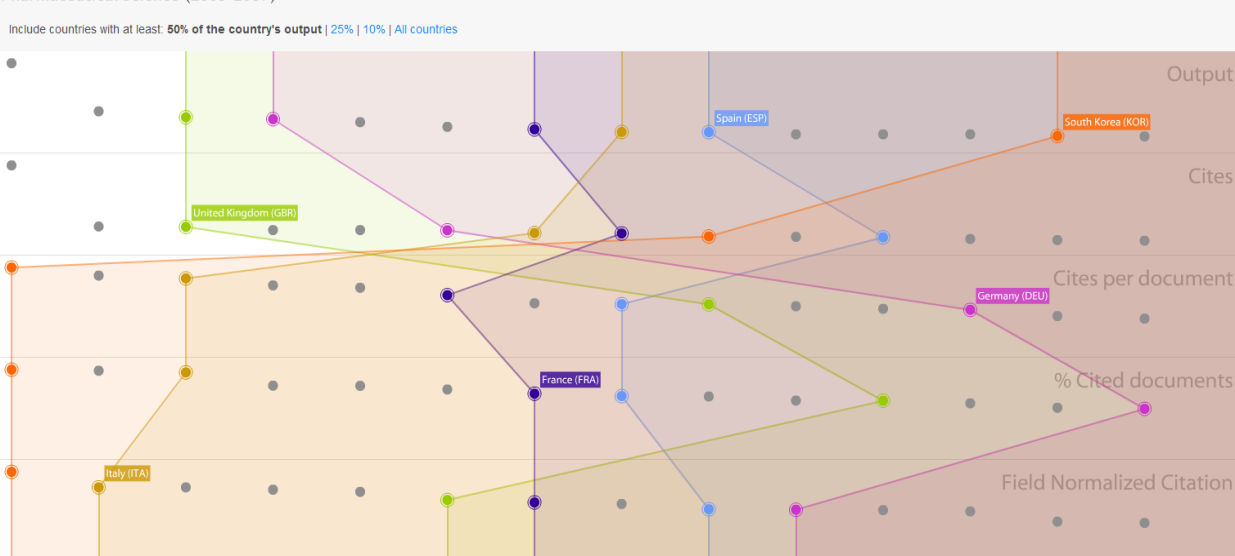 Include countries with at least: 50% of the country's output | 25% | 10% | All countries
Output
Spain (ESP)
South Korea (KOR)
Cites
United Kingdom (GBR)
Cites per document
Germany (DEU)
France (FRA)
% Cited documents
Italy (ITA)
Field Normalized Citation